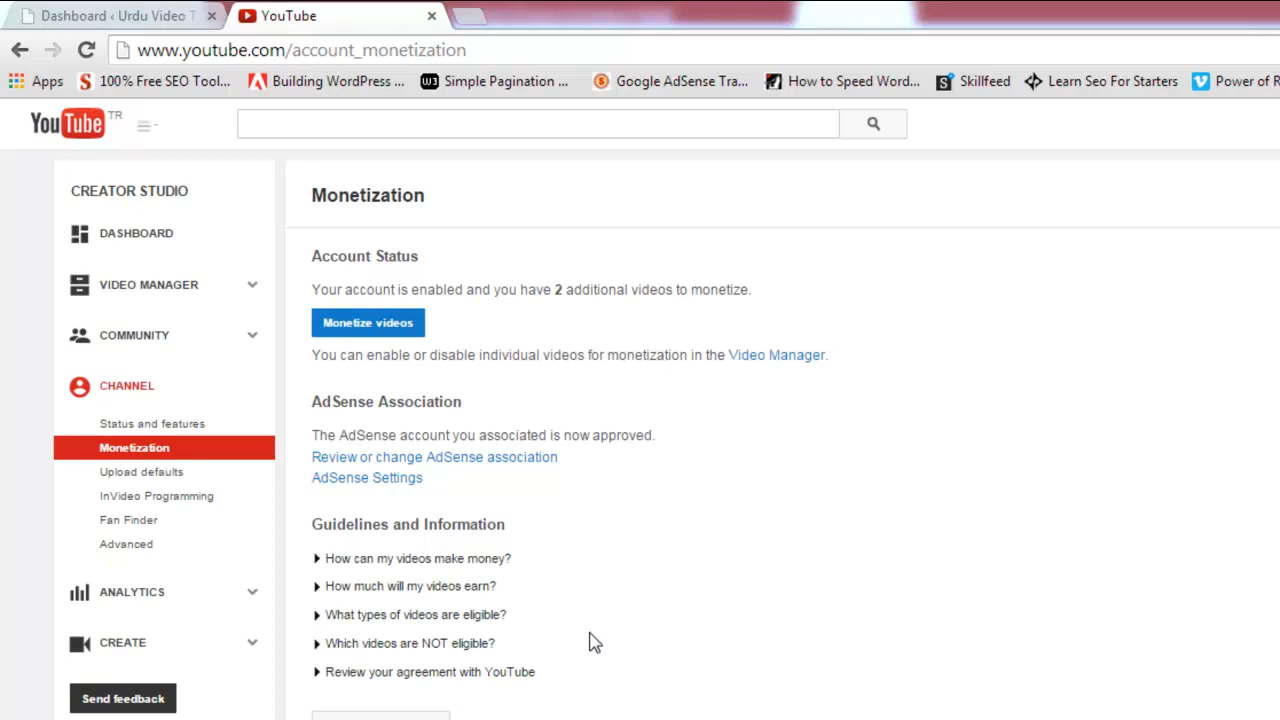 Dashboard ‹ Urdu Video T
YouTube
www.youtube.com/account_monetization
Apps
100% Free SEO Tool...
Building WordPress ...
Simple Pagination ...
Google AdSense Tra...
How to Speed Word...
Skillfeed
Learn Seo For Starters
Power of R
YouTube TR
CREATOR STUDIO
DASHBOARD
VIDEO MANAGER
COMMUNITY
CHANNEL
Status and features
Monetization
Upload defaults
InVideo Programming
Fan Finder
Advanced
ANALYTICS
CREATE
Send feedback
Monetization
Account Status
Your account is enabled and you have 2 additional videos to monetize.
Monetize videos
You can enable or disable individual videos for monetization in the Video Manager.
AdSense Association
The AdSense account you associated is now approved.
Review or change AdSense association
AdSense Settings
Guidelines and Information
How can my videos make money?
How much will my videos earn?
What types of videos are eligible?
Which videos are NOT eligible?
Review your agreement with YouTube